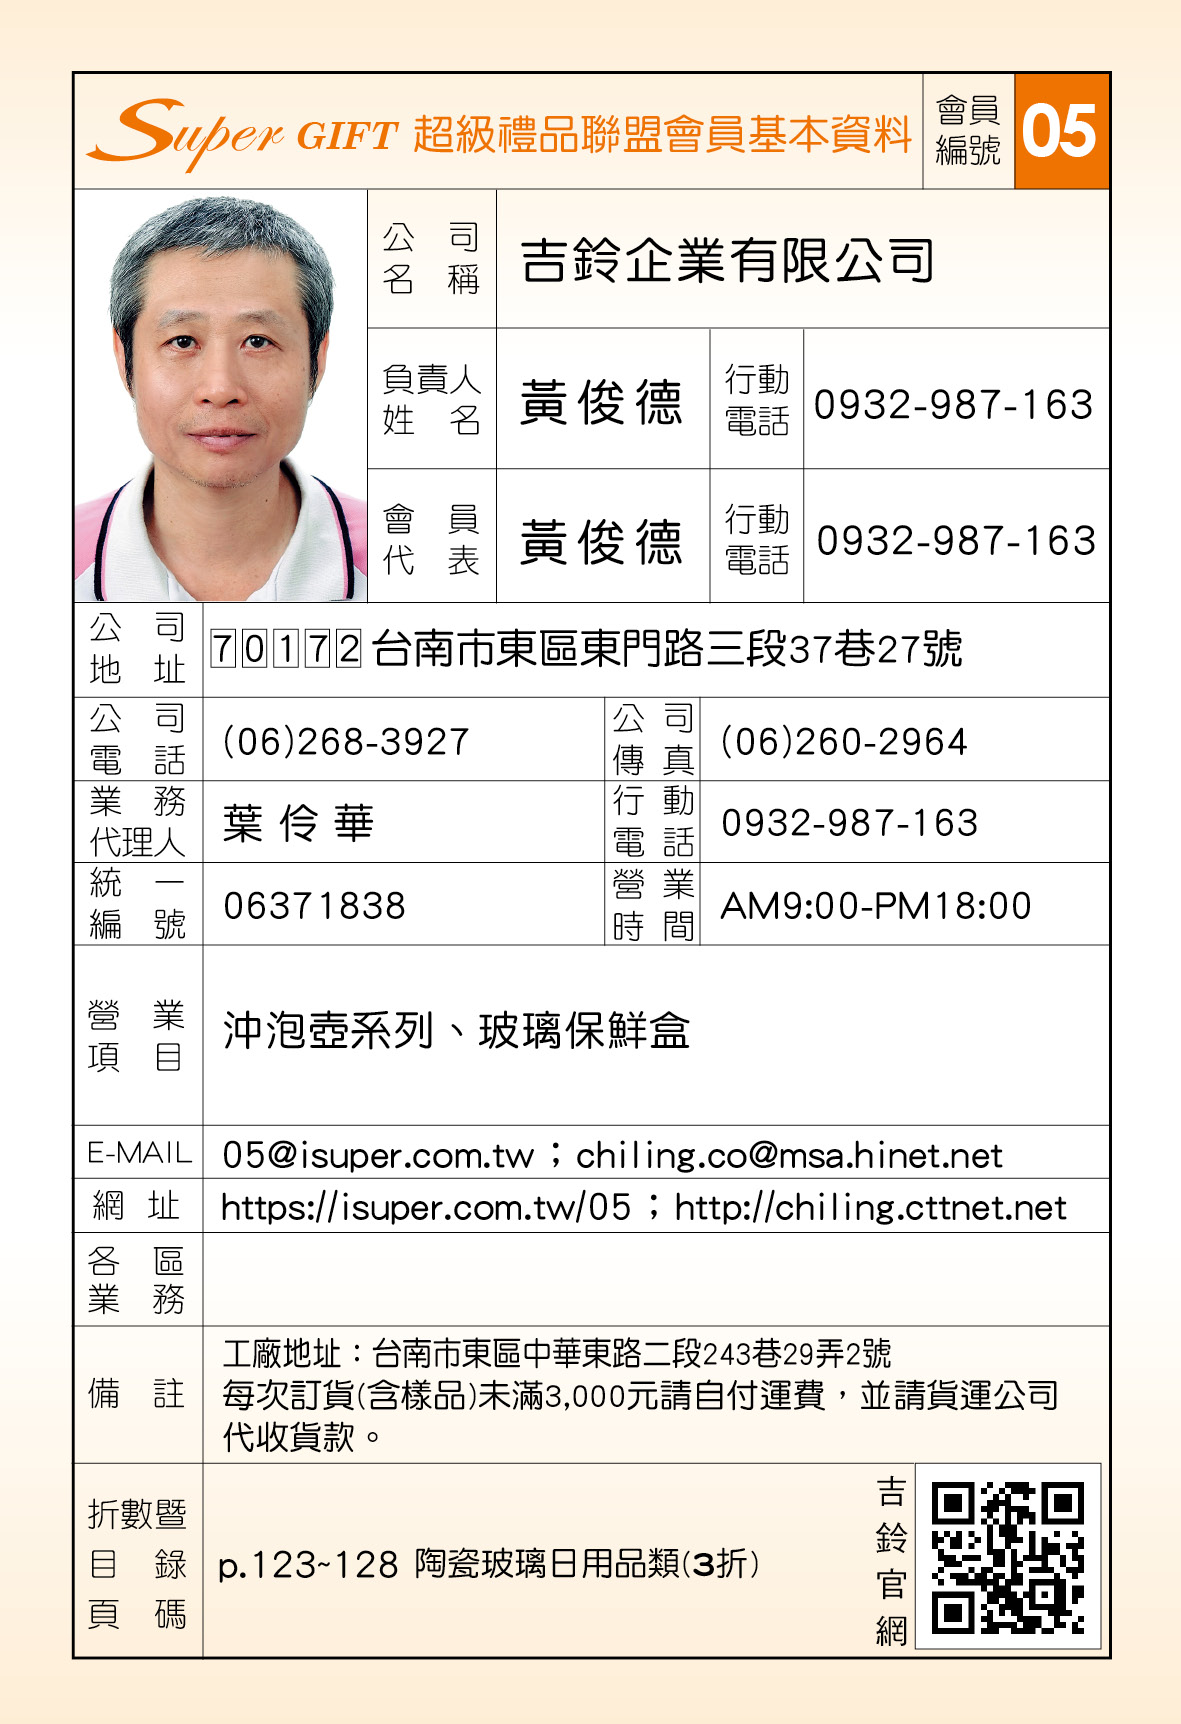 Super GIFT 超級禮品聯盟會員基本資料
會員編號 05
公司名稱 吉鈴企業有限公司
負責人姓名 黃俊德 行動電話 0932-987-163
會員代表 黃俊德 行動電話 0932-987-163
公司地址 70172 台南市東區東門路三段37巷27號
公司電話 (06)268-3927 公司傳真 (06)260-2964
業務代理人 葉伶華 行動電話 0932-987-163
統一編號 06371838 營業時間 AM9:00-PM18:00
營業項目 沖泡壺系列、玻璃保鮮盒
E-MAIL 05@isuper.com.tw；chiling.co@msa.hinet.net
網址 https://isuper.com.tw/05；http://chiling.cttnet.net
各區業務
備註 工廠地址：台南市東區中華東路二段243巷29弄2號
每次訂貨(含樣品)未滿3,000元請自付運費，並請貨運公司
代收貨款。
折數暨目錄頁碼 p.123~128 陶瓷玻璃日用品類(3折)
吉鈴官網